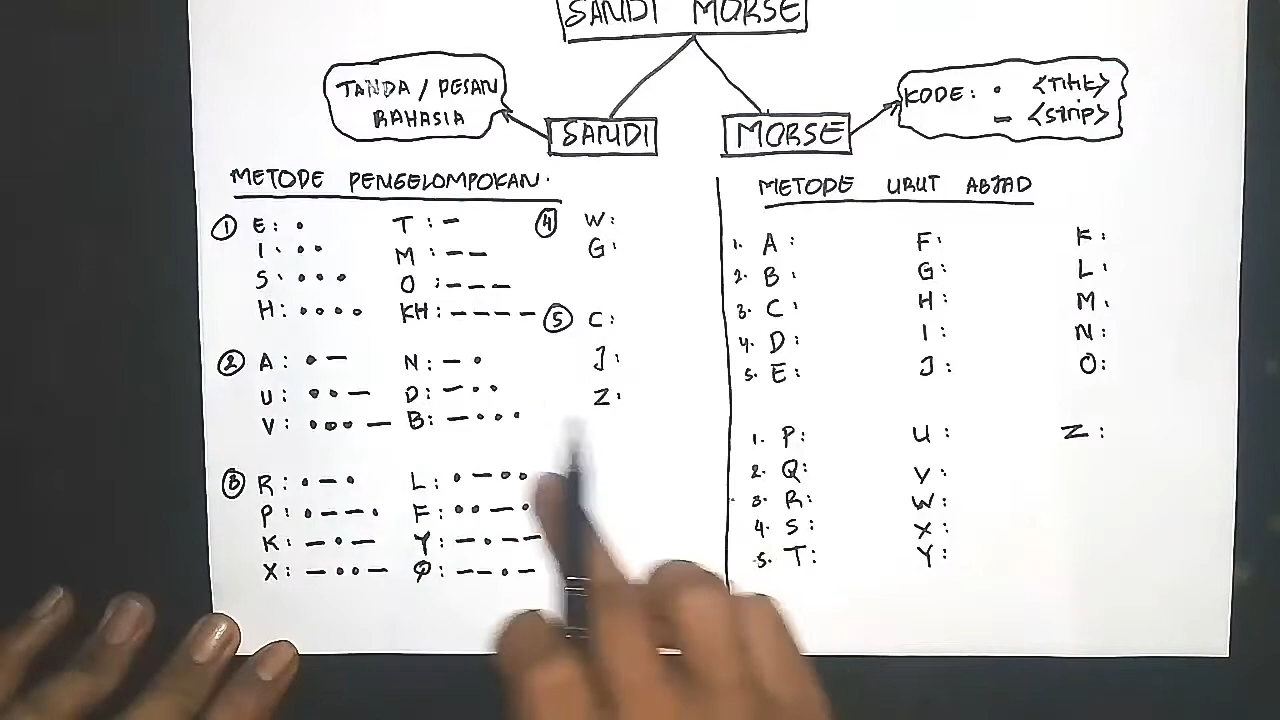 SANDI MORSE
TANDA / PESAN
RAHASIA
KODE: • <TITIK>
– <STRIP>
SANDI
MORSE
METODE PENGELOMPOKAN.
① E: •
I: ••
S: •••
H: ••••
T: –
M: ––
O: –––
KH: ––––
② A: •–
U: ••–
V: •••–
N: –•
D: –••
B: –•••
③ R: •–•
P: •––•
K: –•–
X: –••–
L: •–••
F: ••–•
Y: –•––
Q: ––•–
④ W:
G:
⑤ C:
J:
Z:
METODE URUT ABJAD
1. A:
2. B:
3. C:
4. D:
5. E:
F:
G:
H:
I:
J:
K:
L:
M:
N:
O:
1. P:
2. Q:
3. R:
4. S:
5. T:
U:
V:
W:
X:
Y:
Z: